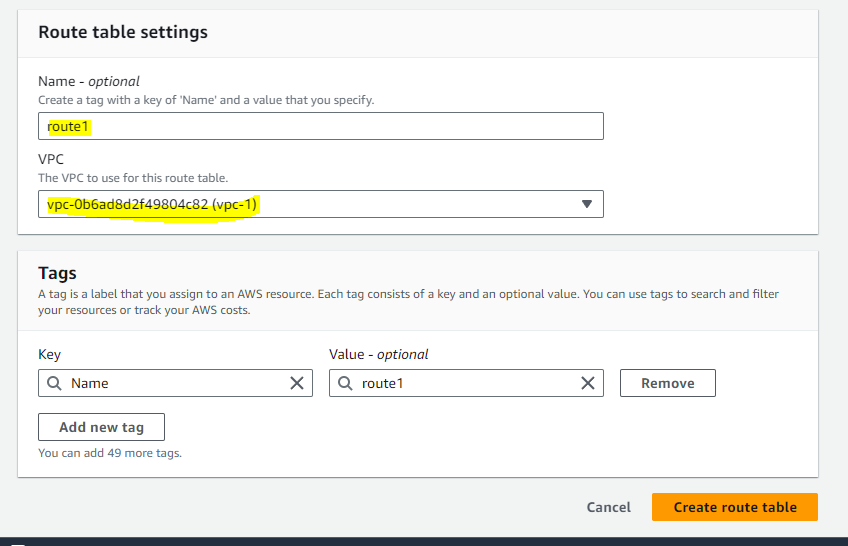 Route table settings
Name - optional
Create a tag with a key of 'Name' and a value that you specify.
route1
VPC
The VPC to use for this route table.
vpc-0b6ad8d2f49804c82 (vpc-1)
Tags
A tag is a label that you assign to an AWS resource. Each tag consists of a key and an optional value. You can use tags to search and filter
your resources or track your AWS costs.
Key
Value - optional
Name
route1
Remove
Add new tag
You can add 49 more tags.
Cancel
Create route table